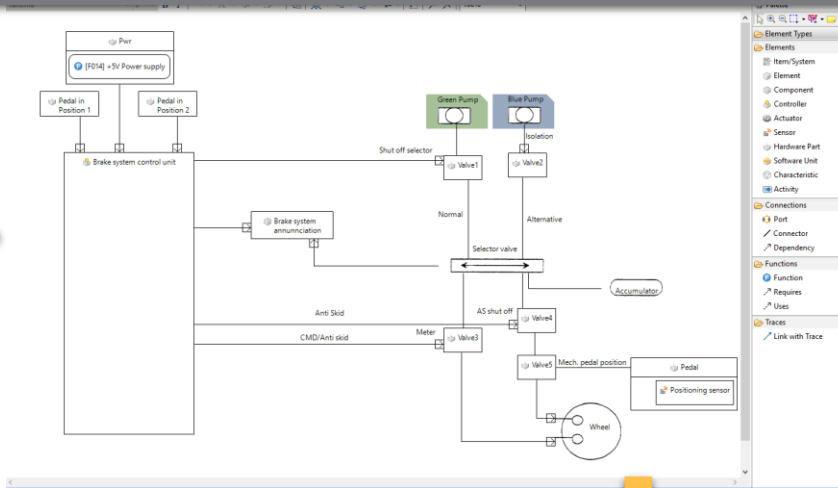 Pwr
[F014] +5V Power supply
Pedal in
Position 1
Pedal in
Position 2
Brake system control unit
Green Pump
Blue Pump
Isolation
Shut off selector
Valve1
Valve2
Normal
Alternative
Brake system
annunnciation
Selector valve
Accumulator
Anti Skid
AS shut off
Valve4
CMD/Anti skid
Meter
Valve3
Valve5
Mech. pedal position
Pedal
Positioning sensor
Wheel
Palette
Element Types
Elements
Item/System
Element
Component
Controller
Actuator
Sensor
Hardware Part
Software Unit
Characteristic
Activity
Connections
Port
Connector
Dependency
Functions
Function
Requires
Uses
Traces
Link with Trace